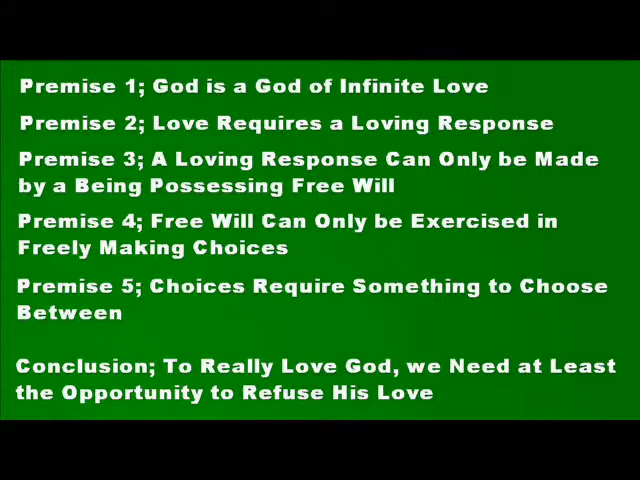 Premise 1; God is a God of Infinite Love
Premise 2; Love Requires a Loving Response
Premise 3; A Loving Response Can Only be Made
by a Being Possessing Free Will
Premise 4; Free Will Can Only be Exercised in
Freely Making Choices
Premise 5; Choices Require Something to Choose
Between
Conclusion; To Really Love God, we Need at Least
the Opportunity to Refuse His Love